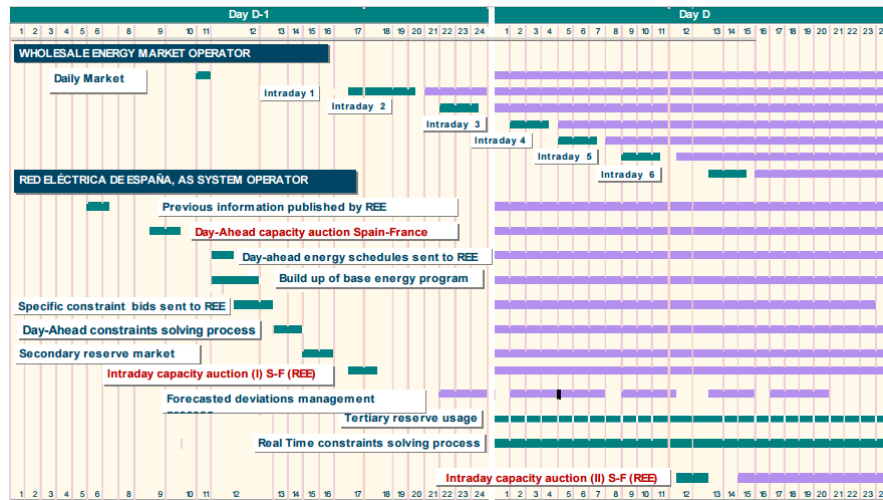 Day D-1 Day D
1 2 3 4 5 6 7 8 9 10 11 12 13 14 15 16 17 18 19 20 21 22 23 24 1 2 3 4 5 6 7 8 9 10 11 12 13 14 15 16 17 18 19 20 21 22 23
WHOLESALE ENERGY MARKET OPERATOR
Daily Market
Intraday 1
Intraday 2
Intraday 3
Intraday 4
Intraday 5
Intraday 6
RED ELÉCTRICA DE ESPAÑA, AS SYSTEM OPERATOR
Previous information published by REE
Day-Ahead capacity auction Spain-France
Day-ahead energy schedules sent to REE
Build up of base energy program
Specific constraint bids sent to REE
Day-Ahead constraints solving process
Secondary reserve market
Intraday capacity auction (I) S-F (REE)
Forecasted deviations management
Tertiary reserve usage
Real Time constraints solving process
Intraday capacity auction (II) S-F (REE)
1 2 3 4 5 6 7 8 9 10 11 12 13 14 15 16 17 18 19 20 21 22 23 24 1 2 3 4 5 6 7 8 9 10 11 12 13 14 15 16 17 18 19 20 21 22 23